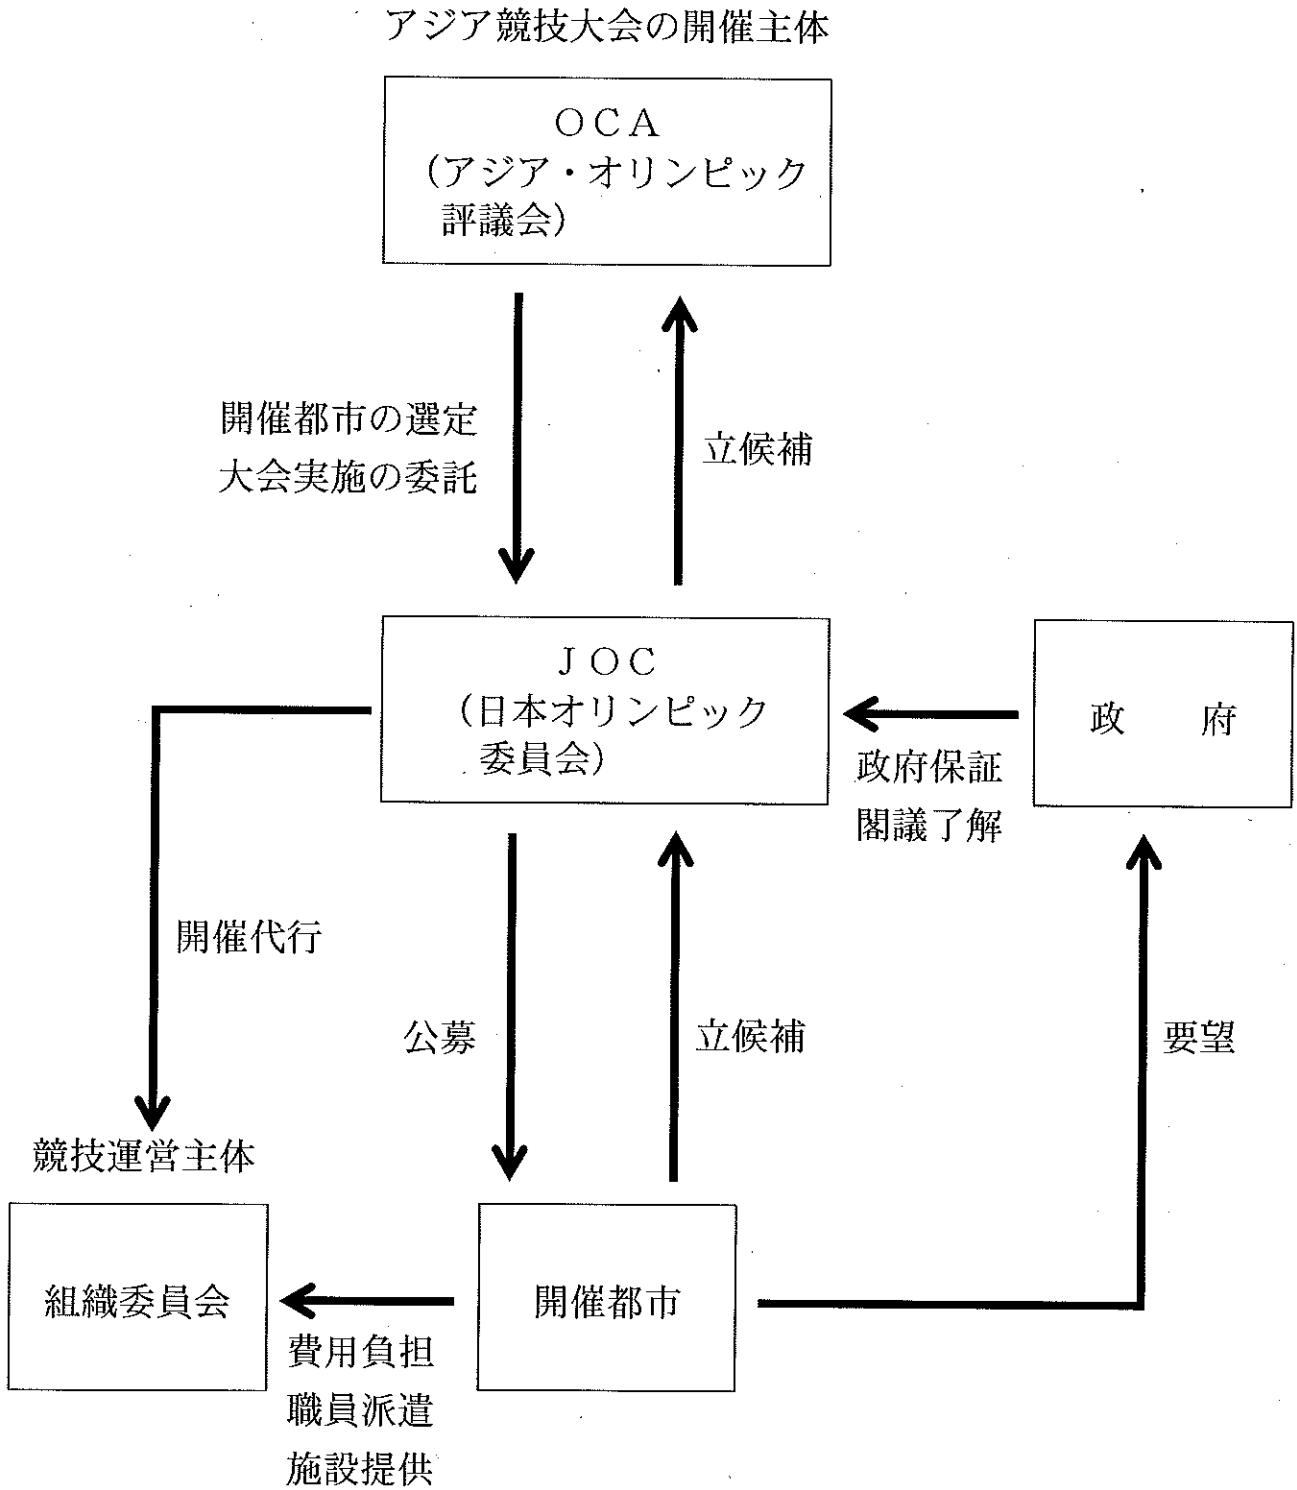 アジア競技大会の開催主体
ＯＣＡ
（アジア・オリンピック
評議会）
開催都市の選定
大会実施の委託
立候補
ＪＯＣ
（日本オリンピック
委員会）
政　　府
政府保証
閣議了解
開催代行
公募
立候補
要望
競技運営主体
組織委員会
開催都市
費用負担
職員派遣
施設提供